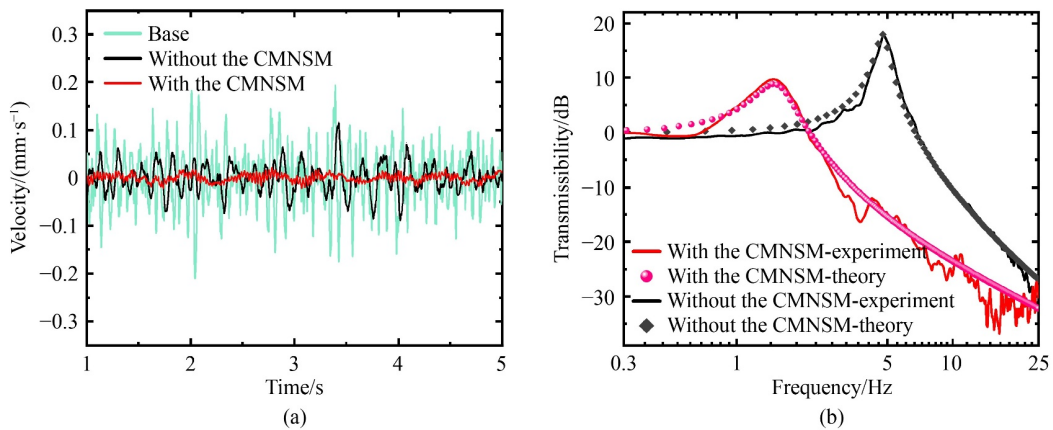 0.3
0.2
0.1
0
−0.1
−0.2
−0.3
Velocity/(mm·s⁻¹)
Base
Without the CMNSM
With the CMNSM
1 2 3 4 5
Time/s
(a)
20
10
0
−10
−20
−30
Transmissibility/dB
With the CMNSM-experiment
With the CMNSM-theory
Without the CMNSM-experiment
Without the CMNSM-theory
0.3 1 5 10 25
Frequency/Hz
(b)